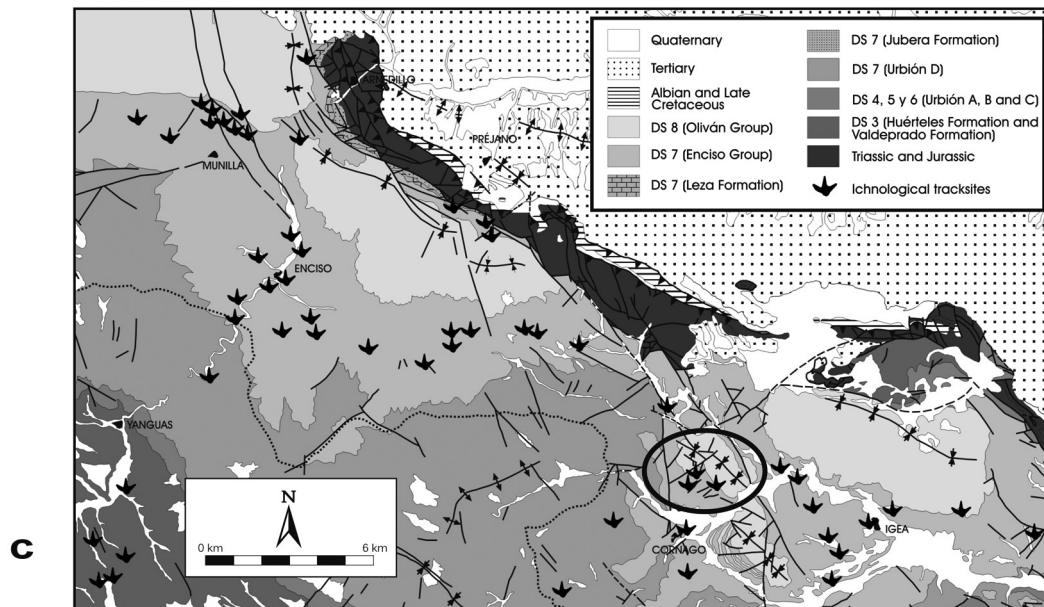 Quaternary
Tertiary
Albian and Late
Cretaceous
DS 8 (Oliván Group)
DS 7 (Enciso Group)
DS 7 (Leza Formation)
DS 7 (Jubera Formation)
DS 7 (Urbión D)
DS 4, 5 y 6 (Urbión A, B and C)
DS 3 (Huérteles Formation and
Valdeprado Formation)
Triassic and Jurassic
Ichnological tracksites
ARNEDILLO
PRÉJANO
MUNILLA
ENCISO
YANGUAS
IGEA
CORNAGO
N
0 km
6 km
C